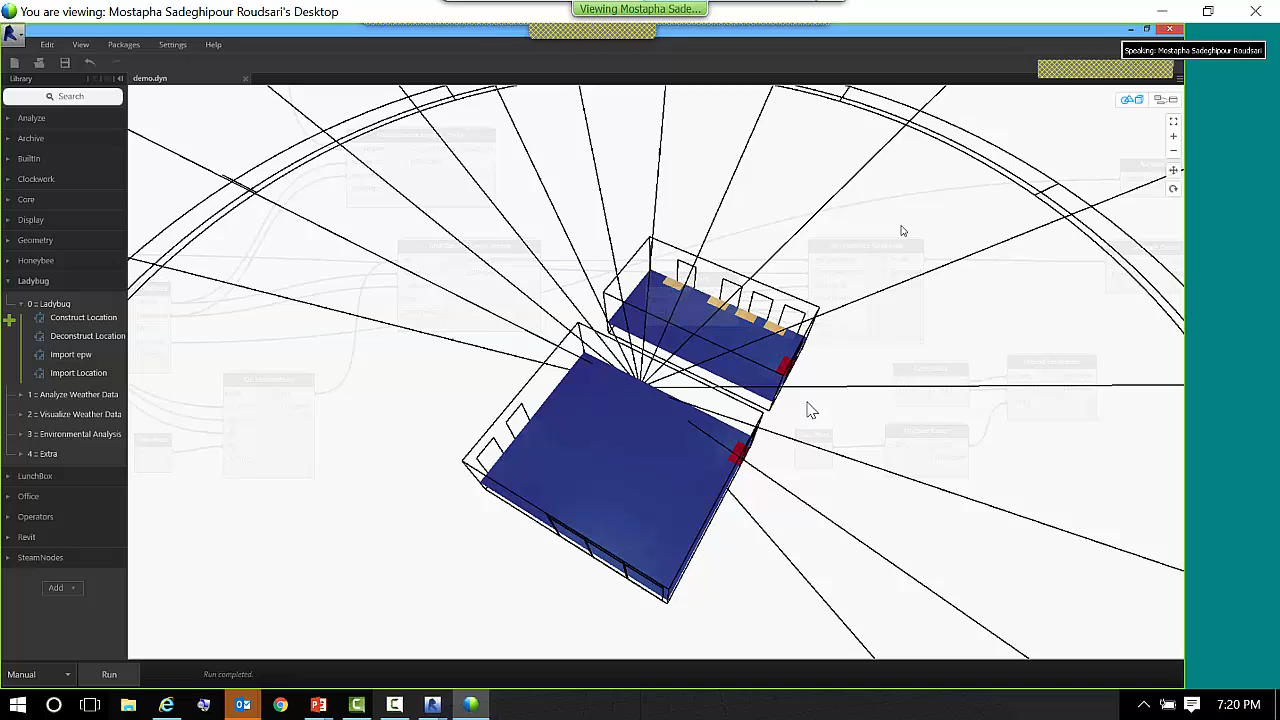 You are viewing: Mostapha Sadeghipour Roudsari's Desktop
Viewing Mostapha Sade...
Edit View Packages Settings Help
Speaking: Mostapha Sadeghipour Roudsari
Library
demo.dyn
Search
Analyze
Archive
BuiltIn
Clockwork
Core
Display
Geometry
Honeybee
Ladybug
0 :: Ladybug
Construct Location
Deconstruct Location
Import epw
Import Location
1 :: Analyze Weather Data
2 :: Visualize Weather Data
3 :: Environmental Analysis
4 :: Extra
LunchBox
Office
Operators
Revit
SteamNodes
Add
Manual
Run
Run completed.
7:20 PM